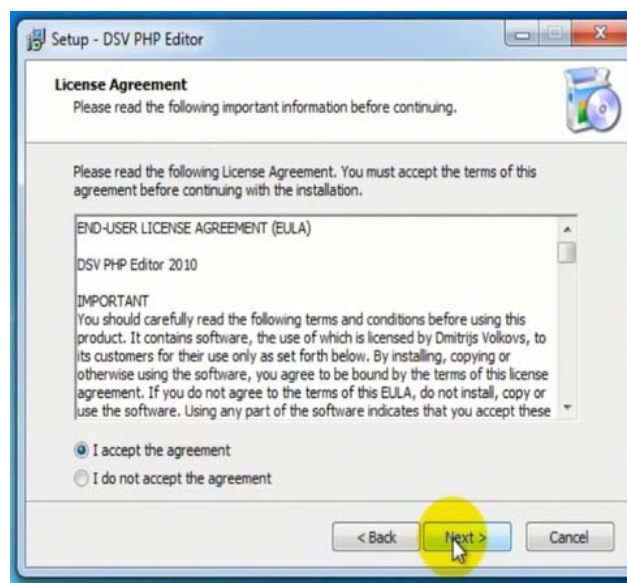 Setup - DSV PHP Editor
License Agreement
Please read the following important information before continuing.
Please read the following License Agreement. You must accept the terms of this
agreement before continuing with the installation.
END-USER LICENSE AGREEMENT (EULA)
DSV PHP Editor 2010
IMPORTANT
You should carefully read the following terms and conditions before using this
product. It contains software, the use of which is licensed by Dmitrijs Volkovs, to
its customers for their use only as set forth below. By installing, copying or
otherwise using the software, you agree to be bound by the terms of this license
agreement. If you do not agree to the terms of this EULA, do not install, copy or
use the software. Using any part of the software indicates that you accept these
I accept the agreement
I do not accept the agreement
< Back Next > Cancel